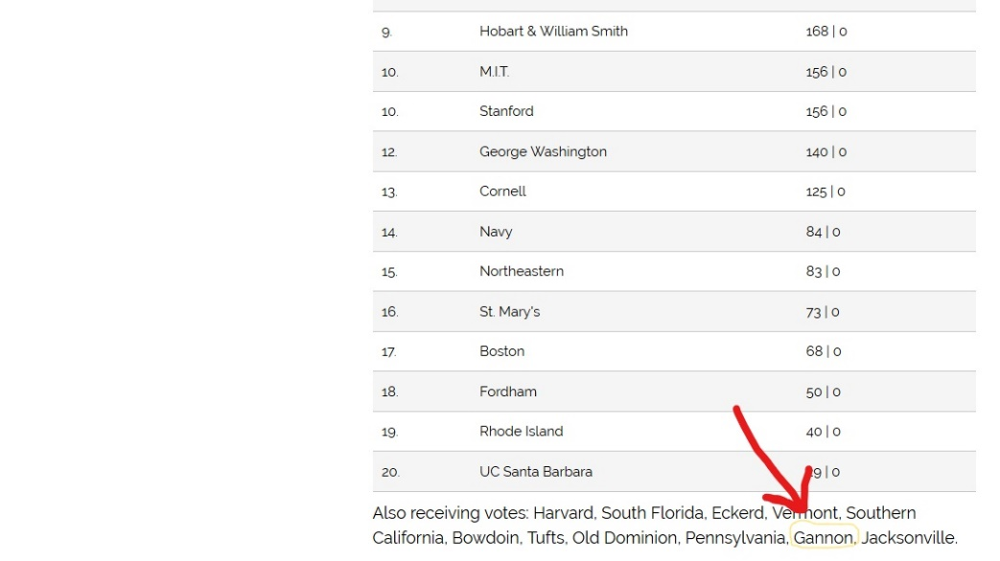 9. Hobart & William Smith 168 | 0
10. M.I.T. 156 | 0
10. Stanford 156 | 0
12. George Washington 140 | 0
13. Cornell 125 | 0
14. Navy 84 | 0
15. Northeastern 83 | 0
16. St. Mary's 73 | 0
17. Boston 68 | 0
18. Fordham 50 | 0
19. Rhode Island 40 | 0
20. UC Santa Barbara | 0
Also receiving votes: Harvard, South Florida, Eckerd, Vermont, Southern
California, Bowdoin, Tufts, Old Dominion, Pennsylvania, Gannon, Jacksonville.